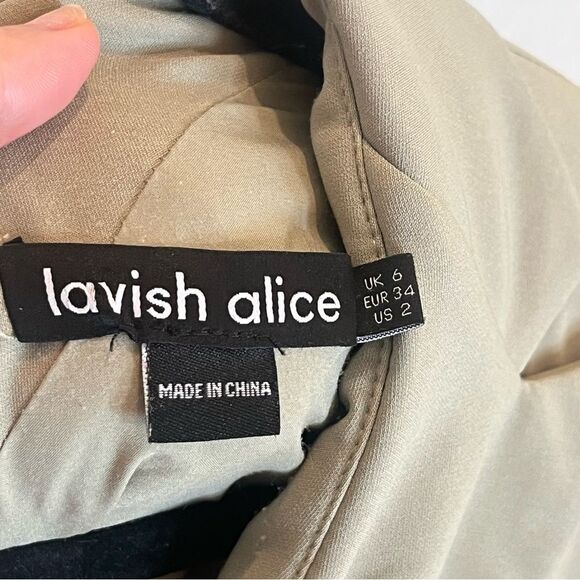 lavish alice
UK 6
EUR 34
US 2
MADE IN CHINA